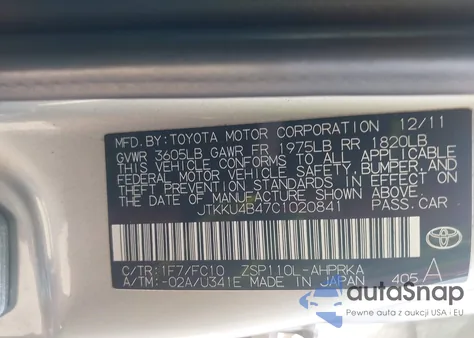 MFD.BY:TOYOTA MOTOR CORPORATION 12/11
GVWR 3605LB GAWR FR 1975LB RR 1820LB
THIS VEHICLE CONFORMS TO ALL APPLICABLE
FEDERAL MOTOR VEHICLE SAFETY,BUMPER,AND
THEFT PREVENTION STANDARDS IN EFFECT ON
THE DATE OF MANUFACTURE SHOWN ABOVE.
JTKKU4B47C1020841 PASS.CAR
C/TR:1F7/FC10 ZSP110L-AHPRKA
A/TM:-02A/U341E MADE IN JAPAN 405 A
TOYOTA
autoSnap
Pewne auta z aukcji USA i EU